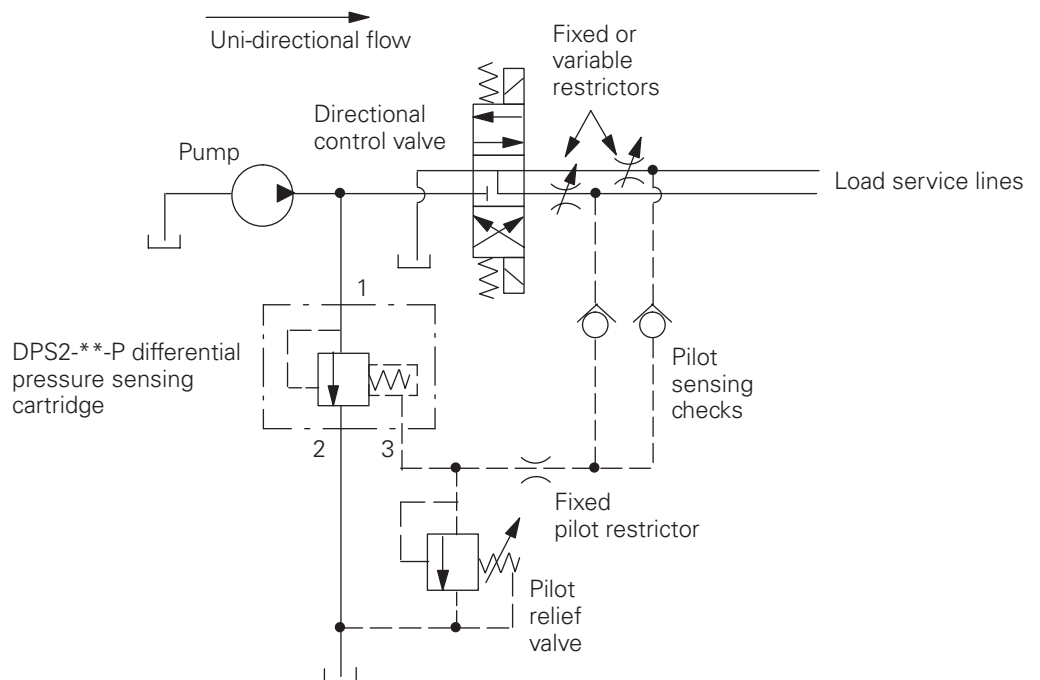 Uni-directional flow
Fixed or
variable
restrictors
Directional
control valve
Pump
Load service lines
1
DPS2-**-P differential
pressure sensing
cartridge
Pilot
sensing
checks
2
3
Fixed
pilot restrictor
Pilot
relief
valve